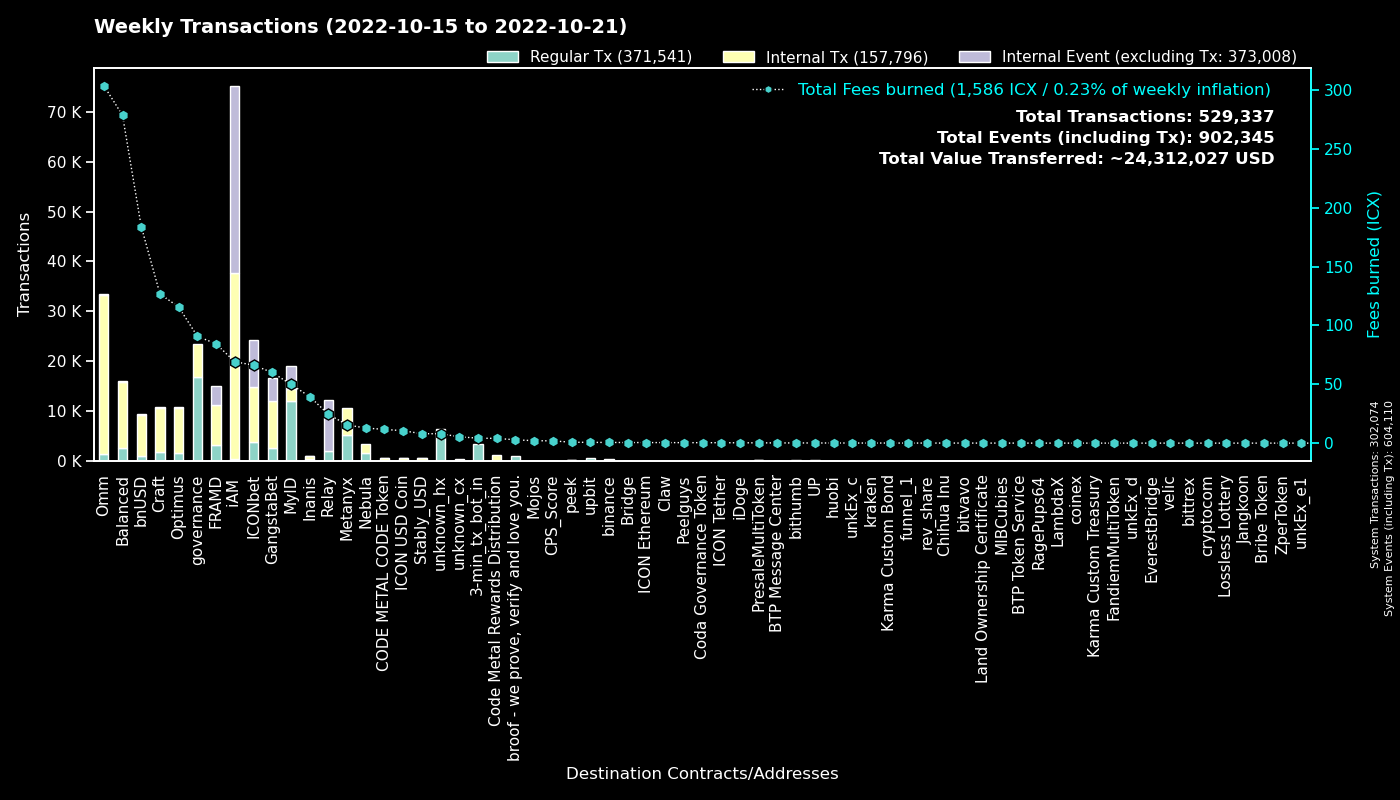 Weekly Transactions (2022-10-15 to 2022-10-21)
Regular Tx (371,541)
Internal Tx (157,796)
Internal Event (excluding Tx: 373,008)
Total Fees burned (1,586 ICX / 0.23% of weekly inflation)
Total Transactions: 529,337
Total Events (including Tx): 902,345
Total Value Transferred: ~24,312,027 USD
Transactions
70 K
60 K
50 K
40 K
30 K
20 K
10 K
0 K
300
250
200
150
100
50
0
Fees burned (ICX)
System Transactions: 302,074
System Events (including Tx): 604,110
Omm
Balanced
bnUSD
Craft
Optimus
governance
FRAMD
iAM
ICONbet
GangstaBet
MyID
Inanis
Relay
Metanyx
Nebula
CODE METAL CODE Token
ICON USD Coin
Stably_USD
unknown_hx
unknown_cx
3-min_tx_bot_in
Code Metal Rewards Distribution
broof - we prove, verify and love you.
Mojos
CPS_Score
peek
upbit
binance
Bridge
ICON Ethereum
Claw
Peelguys
Coda Governance Token
ICON Tether
iDoge
PresaleMultiToken
BTP Message Center
bithumb
UP
huobi
unkEx_c
kraken
Karma Custom Bond
funnel_1
rev_share
Chihua Inu
bitvavo
Land Ownership Certificate
MIBCubies
BTP Token Service
RagePups64
LambdaX
coinex
Karma Custom Treasury
FandiemMultiToken
unkEx_d
EverestBridge
velic
bittrex
cryptocom
Lossless Lottery
Jangkoon
Bribe Token
ZperToken
unkEx_e1
Destination Contracts/Addresses